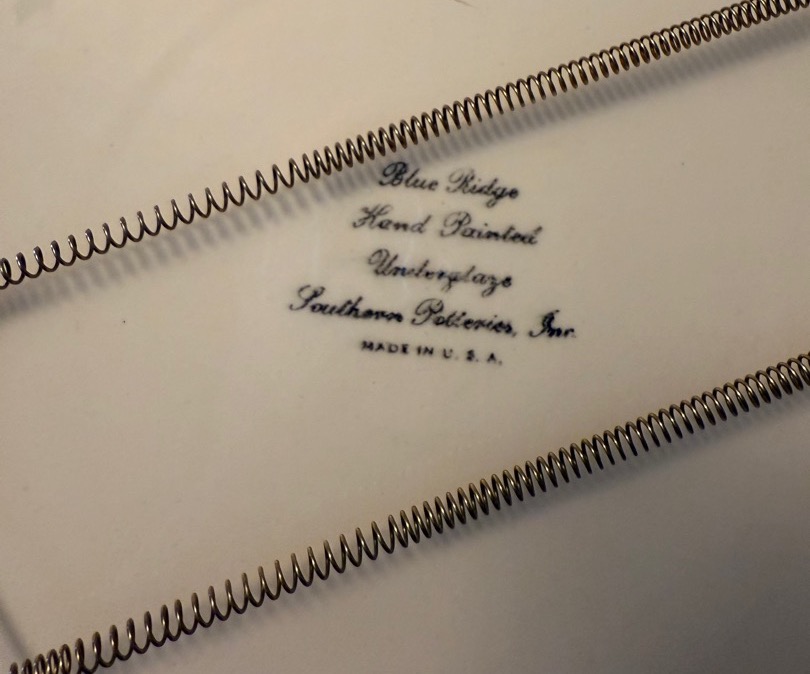 Blue Ridge
Hand Painted
Underglaze
Southern Potteries, Inc.
MADE IN U. S. A.